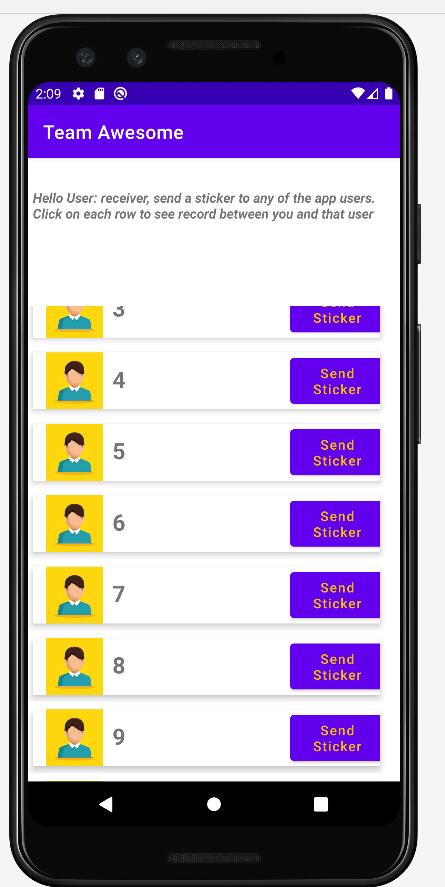 2:09
Team Awesome
Hello User: receiver, send a sticker to any of the app users.
Click on each row to see record between you and that user
3
Send
Sticker
4
Send
Sticker
5
Send
Sticker
6
Send
Sticker
7
Send
Sticker
8
Send
Sticker
9
Send
Sticker